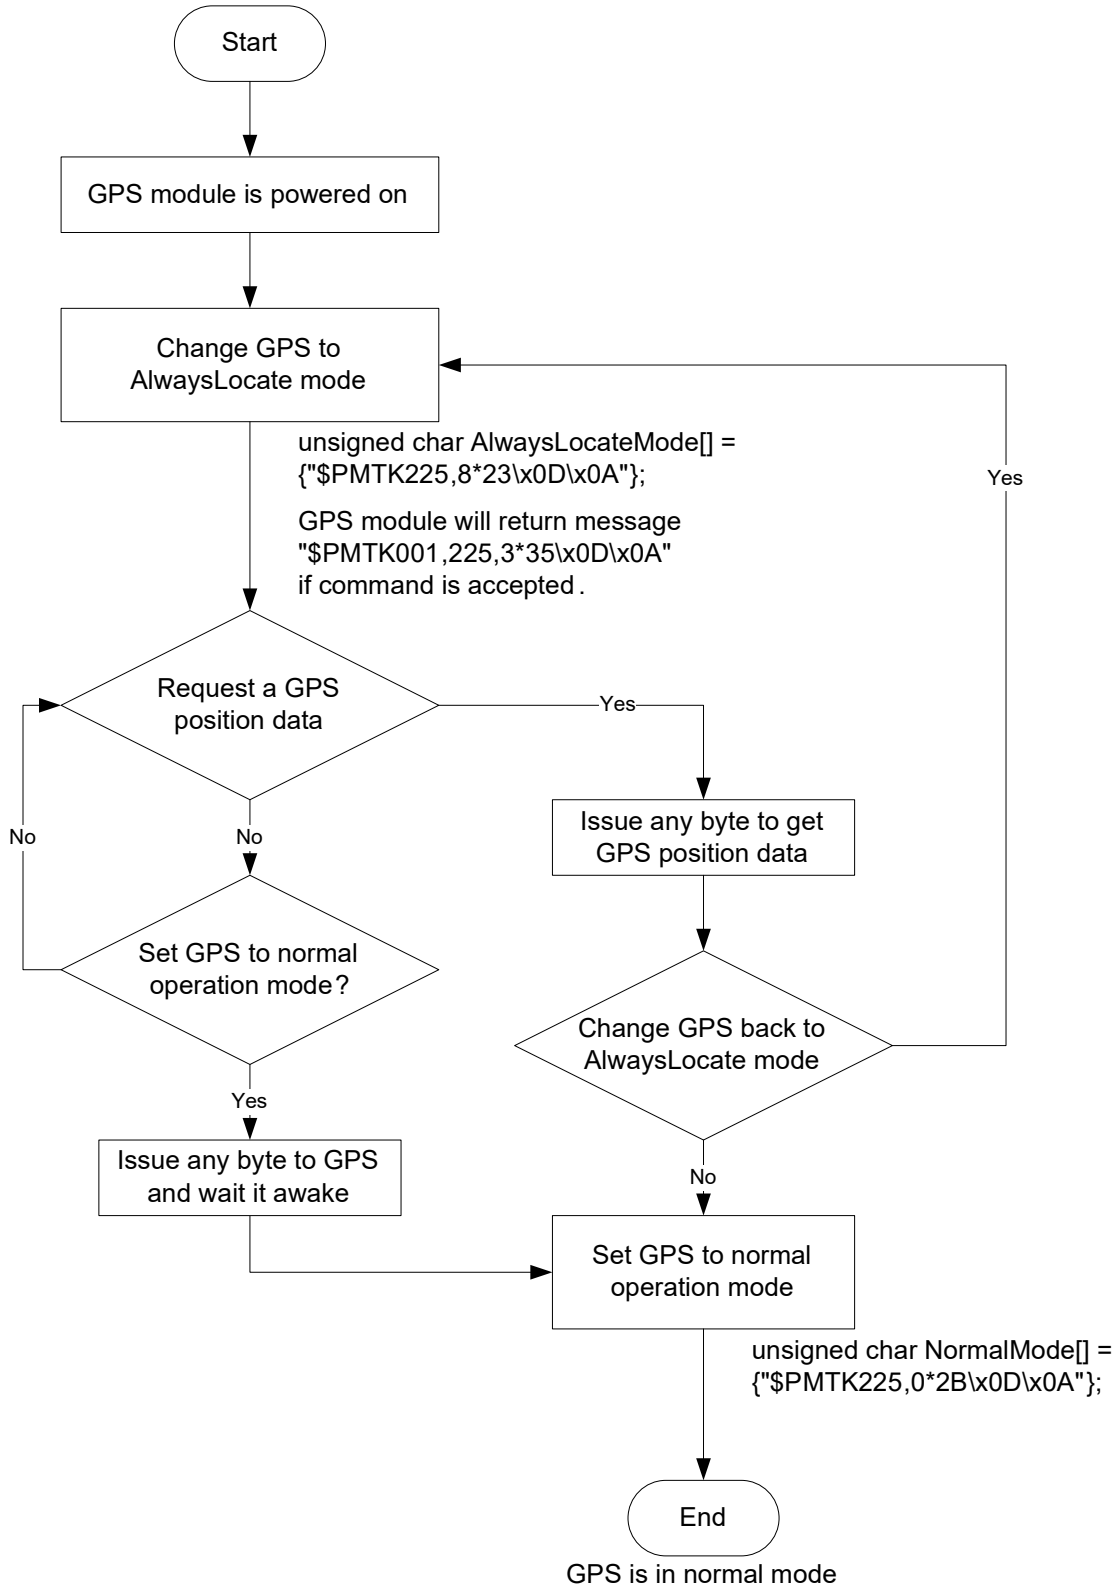 Start
GPS module is powered on
Change GPS to
AlwaysLocate mode
unsigned char AlwaysLocateMode[] =
{"$PMTK225,8*23\x0D\x0A"};
GPS module will return message
"$PMTK001,225,3*35\x0D\x0A"
if command is accepted.
Yes
Request a GPS
position data
Yes
No
No
Issue any byte to get
GPS position data
Set GPS to normal
operation mode?
Change GPS back to
AlwaysLocate mode
Yes
Issue any byte to GPS
and wait it awake
No
Set GPS to normal
operation mode
unsigned char NormalMode[] =
{"$PMTK225,0*2B\x0D\x0A"};
End
GPS is in normal mode